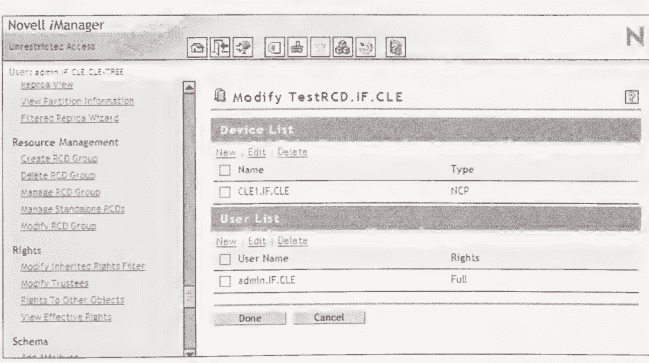 Novell iManager
N
Unrestricted Access
User: admin.IF.CLE.CLE-TREE
Replica View
View Partition Information
Filtered Replica Wizard
Resource Management
Create RCD Group
Delete RCD Group
Manage RCD Group
Manage Standalone RCDs
Modify RCD Group
Rights
Modify Inherited Rights Filter
Modify Trustees
Rights To Other Objects
View Effective Rights
Schema
Add Attribute
Modify TestRCD.IF.CLE
?
Device List
New | Edit | Delete
Name Type
CLE1.IF.CLE NCP
User List
New | Edit | Delete
User Name Rights
admin.IF.CLE Full
Done Cancel